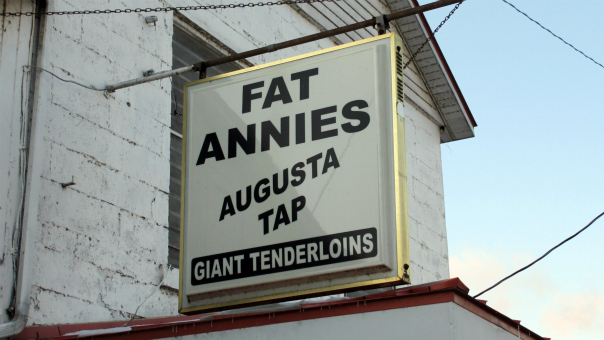 FAT
ANNIES
AUGUSTA
TAP
GIANT TENDERLOINS